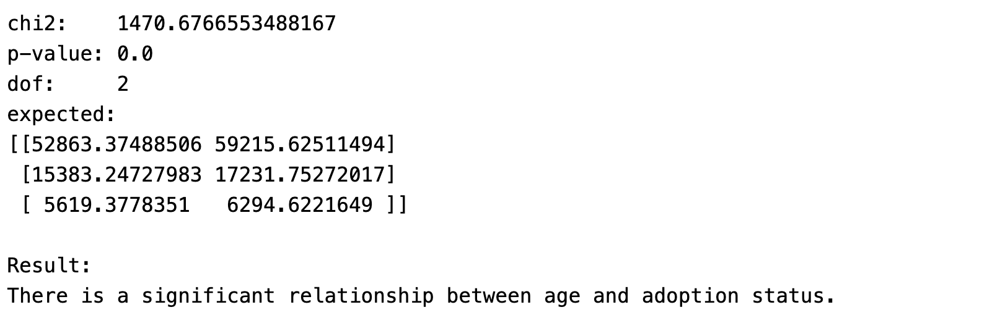 chi2:    1470.6766553488167
p-value: 0.0
dof:     2
expected:
[[52863.37488506 59215.62511494]
 [15383.24727983 17231.75272017]
 [ 5619.3778351   6294.6221649 ]]

Result:
There is a significant relationship between age and adoption status.